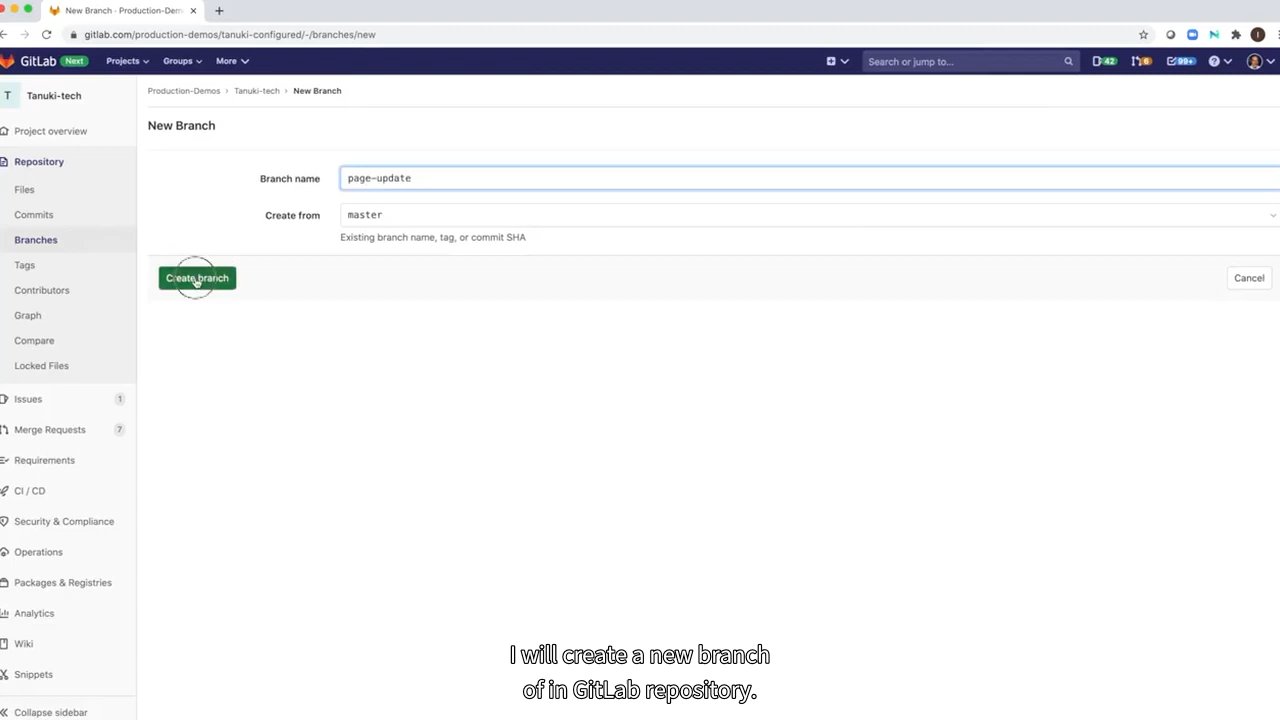 New Branch - Production-Dem
gitlab.com/production-demos/tanuki-configured/-/branches/new
GitLab Next Projects Groups More Search or jump to... 42 6 99+
T Tanuki-tech
Production-Demos > Tanuki-tech > New Branch
New Branch
Project overview
Repository
Files
Commits
Branches
Tags
Contributors
Graph
Compare
Locked Files
Issues 1
Merge Requests 7
Requirements
CI / CD
Security & Compliance
Operations
Packages & Registries
Analytics
Wiki
Snippets
Collapse sidebar
Branch name page-update
Create from master
Existing branch name, tag, or commit SHA
Create branch Cancel
I will create a new branch
of in GitLab repository.